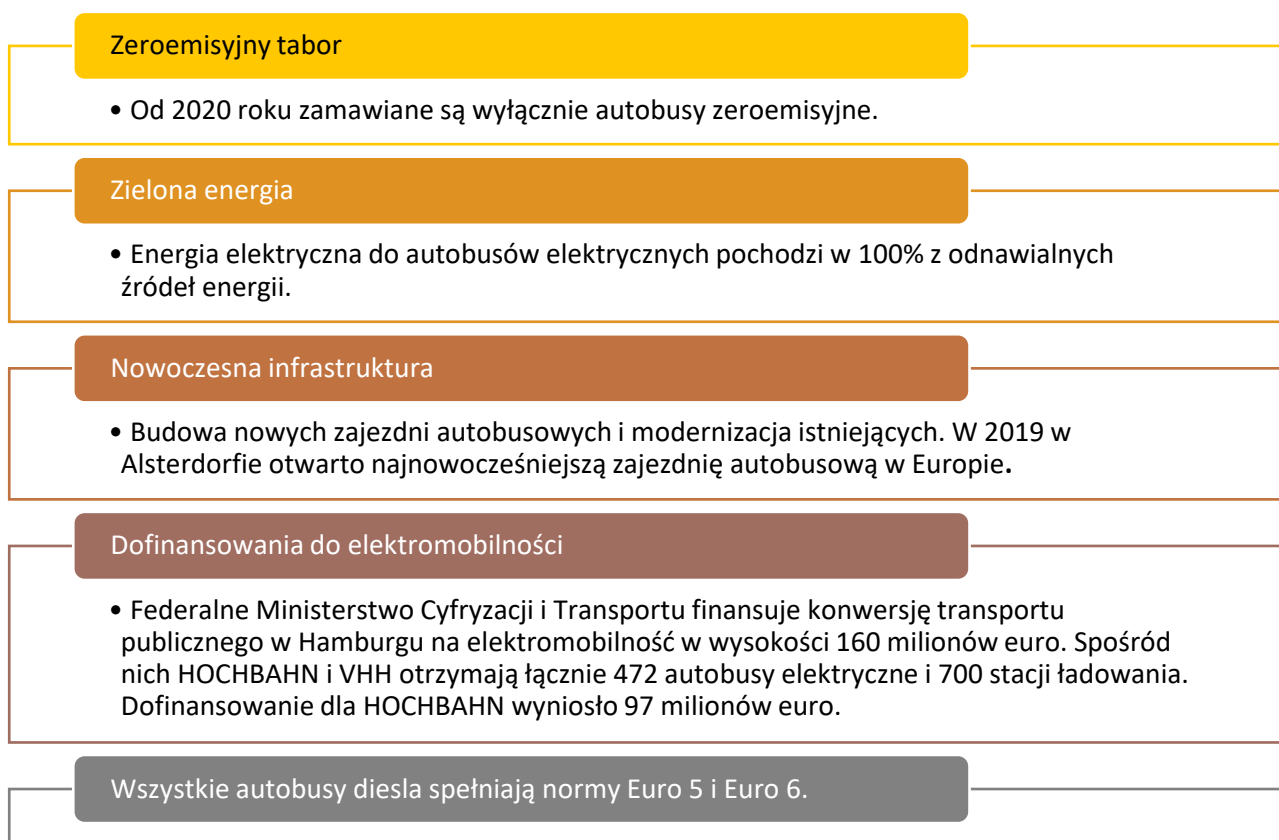 Zeroemisyjny tabor
• Od 2020 roku zamawiane są wyłącznie autobusy zeroemisyjne.
Zielona energia
• Energia elektryczna do autobusów elektrycznych pochodzi w 100% z odnawialnych
źródeł energii.
Nowoczesna infrastruktura
• Budowa nowych zajezdni autobusowych i modernizacja istniejących. W 2019 w
Alsterdorfie otwarto najnowocześniejszą zajezdnię autobusową w Europie.
Dofinansowania do elektromobilności
• Federalne Ministerstwo Cyfryzacji i Transportu finansuje konwersję transportu
publicznego w Hamburgu na elektromobilność w wysokości 160 milionów euro. Spośród
nich HOCHBAHN i VHH otrzymają łącznie 472 autobusy elektryczne i 700 stacji ładowania.
Dofinansowanie dla HOCHBAHN wyniosło 97 milionów euro.
Wszystkie autobusy diesla spełniają normy Euro 5 i Euro 6.